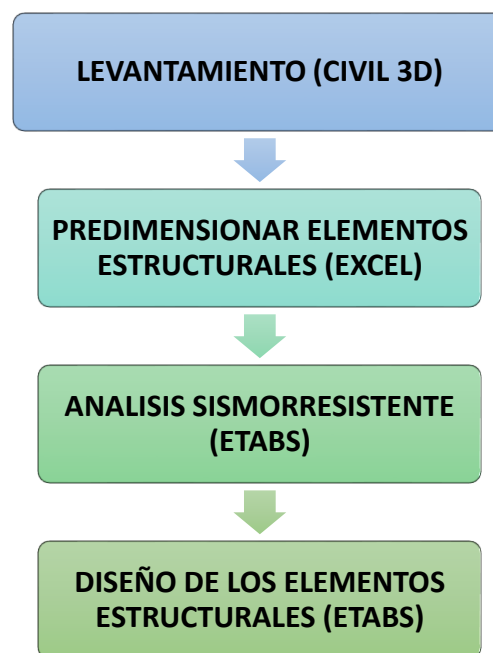 LEVANTAMIENTO (CIVIL 3D)
PREDIMENSIONAR ELEMENTOS
ESTRUCTURALES (EXCEL)
ANALISIS SISMORRESISTENTE
(ETABS)
DISEÑO DE LOS ELEMENTOS
ESTRUCTURALES (ETABS)